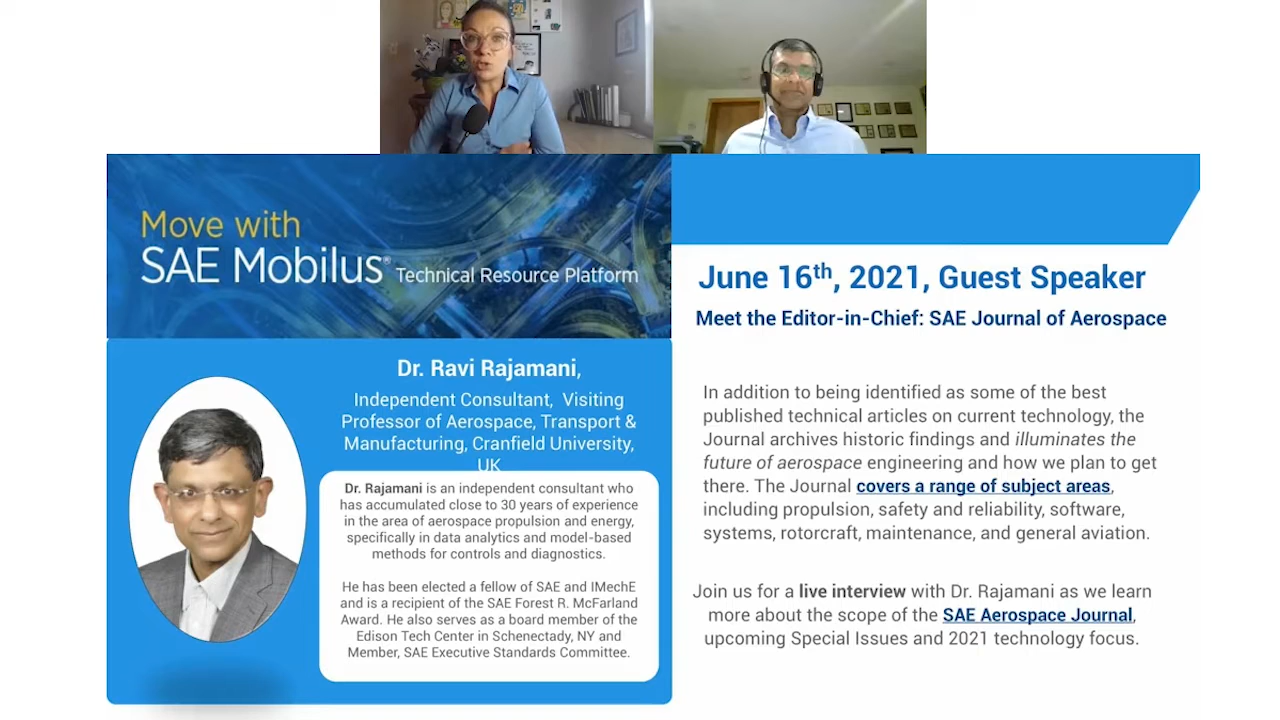 Move with
SAE Mobilus® Technical Resource Platform
Dr. Ravi Rajamani,
Independent Consultant, Visiting
Professor of Aerospace, Transport &
Manufacturing, Cranfield University,
UK
Dr. Rajamani is an independent consultant who
has accumulated close to 30 years of experience
in the area of aerospace propulsion and energy,
specifically in data analytics and model-based
methods for controls and diagnostics.
He has been elected a fellow of SAE and IMechE
and is a recipient of the SAE Forest R. McFarland
Award. He also serves as a board member of the
Edison Tech Center in Schenectady, NY and
Member, SAE Executive Standards Committee.
June 16th, 2021, Guest Speaker
Meet the Editor-in-Chief: SAE Journal of Aerospace
In addition to being identified as some of the best
published technical articles on current technology, the
Journal archives historic findings and illuminates the
future of aerospace engineering and how we plan to get
there. The Journal covers a range of subject areas,
including propulsion, safety and reliability, software,
systems, rotorcraft, maintenance, and general aviation.
Join us for a live interview with Dr. Rajamani as we learn
more about the scope of the SAE Aerospace Journal,
upcoming Special Issues and 2021 technology focus.